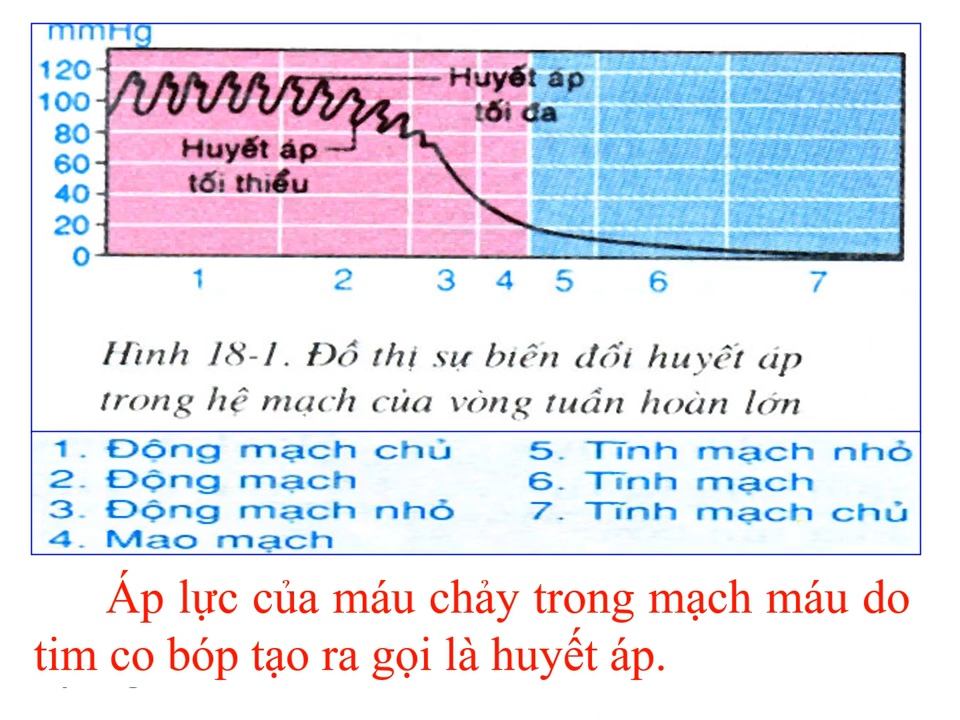 mmHg
120
100
80
60
40
20
0
Huyết áp
tối đa
Huyết áp
tối thiểu
1 2 3 4 5 6 7
Hình 18-1. Đồ thị sự biến đổi huyết áp
trong hệ mạch của vòng tuần hoàn lớn
1. Động mạch chủ
2. Động mạch
3. Động mạch nhỏ
4. Mao mạch
5. Tĩnh mạch nhỏ
6. Tĩnh mạch
7. Tĩnh mạch chủ
Áp lực của máu chảy trong mạch máu do
tim co bóp tạo ra gọi là huyết áp.